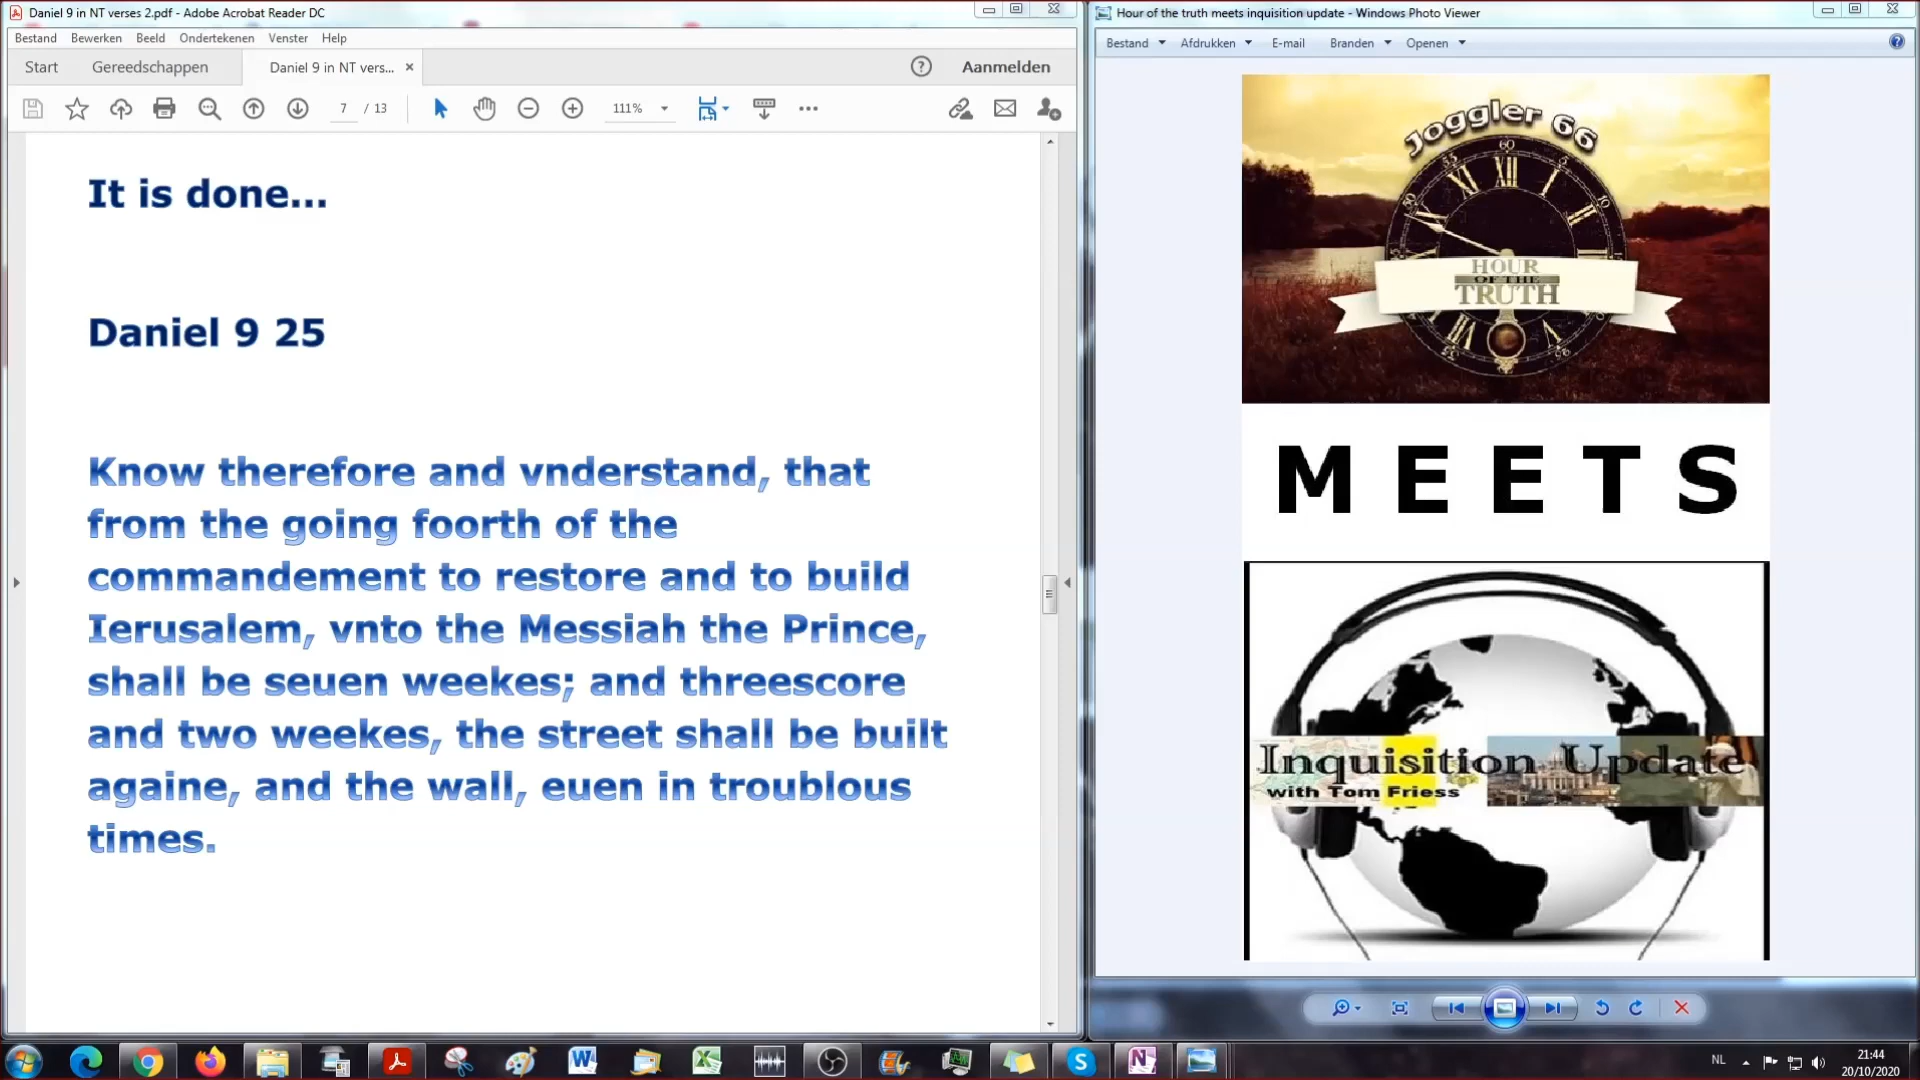 Daniel 9 in NT verses 2.pdf - Adobe Acrobat Reader DC
Bestand Bewerken Beeld Ondertekenen Venster Help
Start Gereedschappen Daniel 9 in NT vers... × Aanmelden
7 / 13 111%
It is done...
Daniel 9 25
Know therefore and vnderstand, that
from the going foorth of the
commandement to restore and to build
Ierusalem, vnto the Messiah the Prince,
shall be seuen weekes; and threescore
and two weekes, the street shall be built
againe, and the wall, euen in troublous
times.
Hour of the truth meets inquisition update - Windows Photo Viewer
Bestand Afdrukken E-mail Branden Openen
Joggler 66
HOUR
OF THE
TRUTH
M E E T S
Inquisition Update
with Tom Friess
NL
21:44
20/10/2020